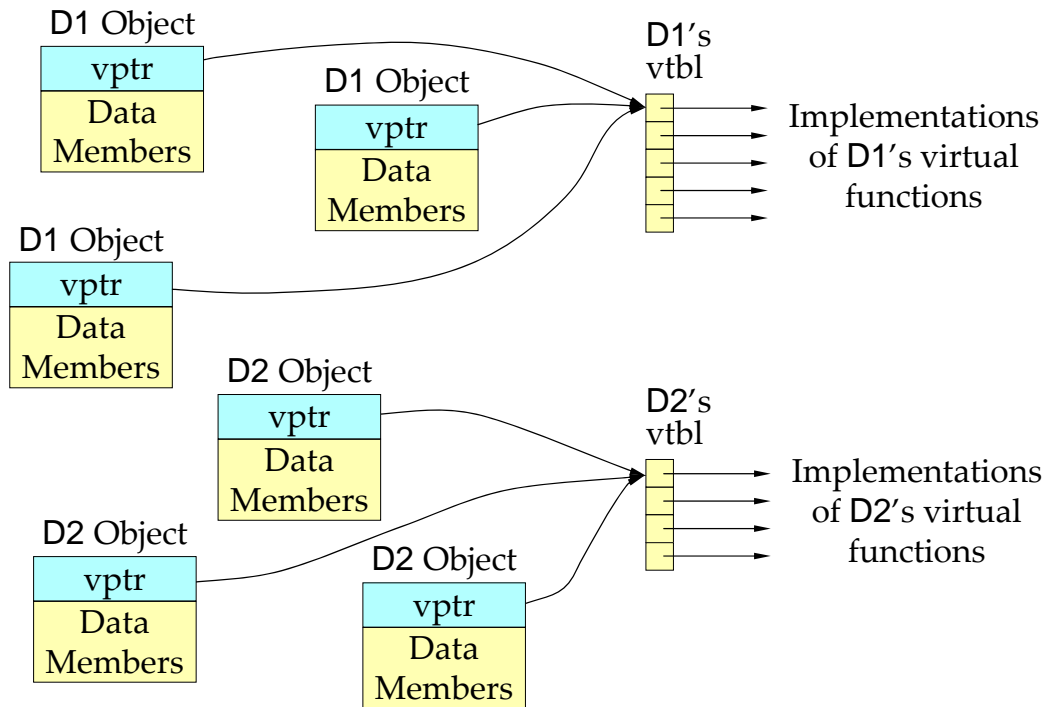 D1 Object
vptr
Data
Members
D1 Object
vptr
Data
Members
D1 Object
vptr
Data
Members
D1's
vtbl
Implementations
of D1's virtual
functions
D2 Object
vptr
Data
Members
D2 Object
vptr
Data
Members
D2 Object
vptr
Data
Members
D2's
vtbl
Implementations
of D2's virtual
functions